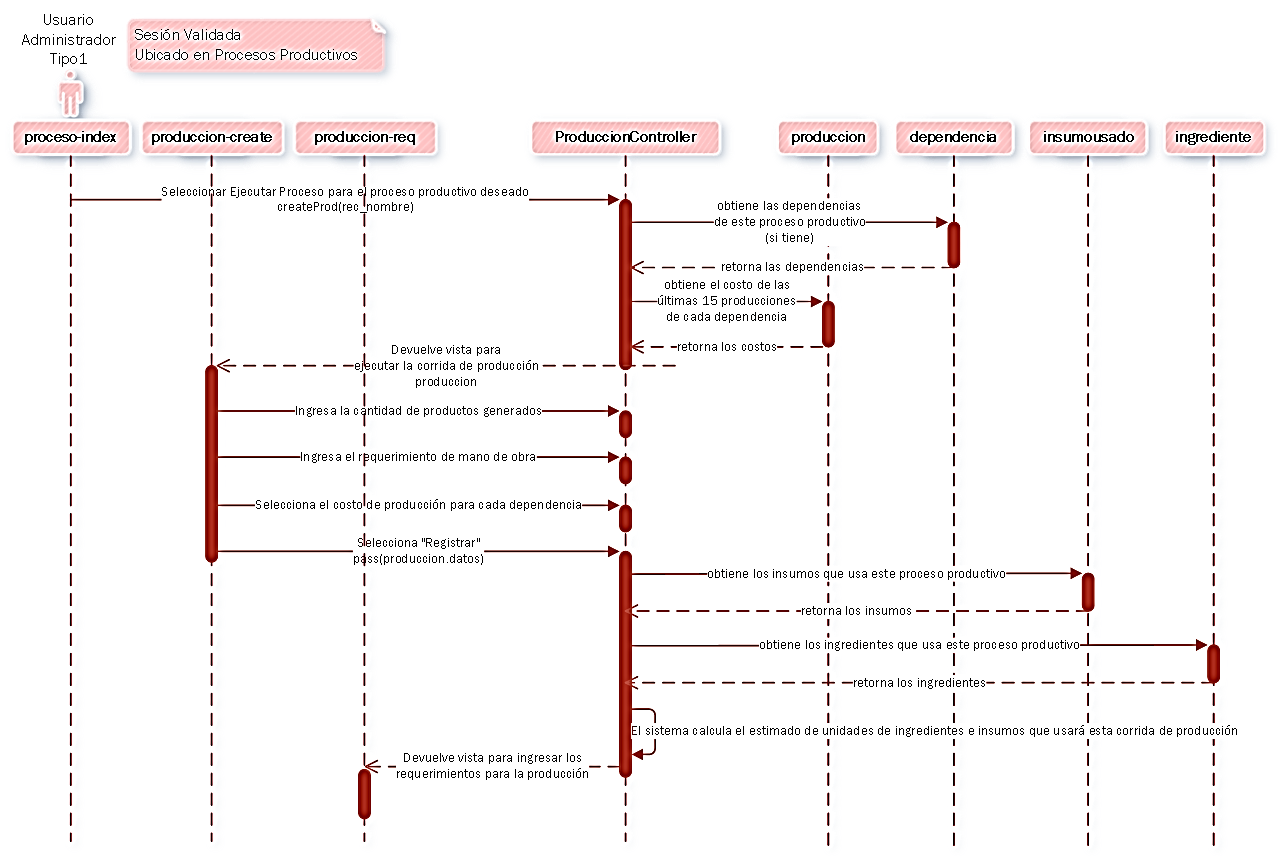 Usuario
Administrador
Tipo1
Sesión Validada
Ubicado en Procesos Productivos
proceso-index
produccion-create
produccion-req
ProduccionController
produccion
dependencia
insumousado
ingrediente
Seleccionar Ejecutar Proceso para el proceso productivo deseado
createProd(rec_nombre)
obtiene las dependencias
de este proceso productivo
(si tiene)
retorna las dependencias
obtiene el costo de las
últimas 15 producciones
de cada dependencia
retorna los costos
Devuelve vista para
ejecutar la corrida de producción
produccion
Ingresa la cantidad de productos generados
Ingresa el requerimiento de mano de obra
Selecciona el costo de producción para cada dependencia
Selecciona "Registrar"
pass(produccion.datos)
obtiene los insumos que usa este proceso productivo
retorna los insumos
obtiene los ingredientes que usa este proceso productivo
retorna los ingredientes
El sistema calcula el estimado de unidades de ingredientes e insumos que usará esta corrida de producción
Devuelve vista para ingresar los
requerimientos para la producción